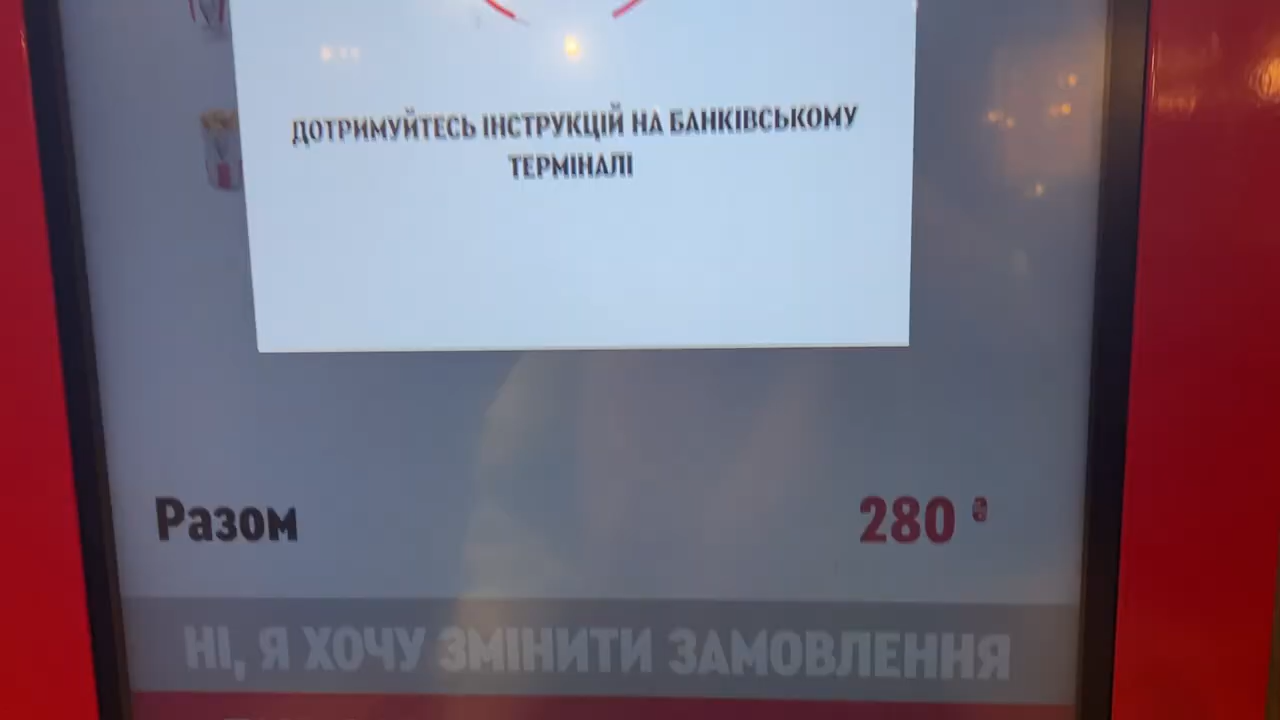 ДОТРИМУЙТЕСЬ ІНСТРУКЦІЙ НА БАНКІВСЬКОМУ
ТЕРМІНАЛІ
Разом 280 ₴
НІ, Я ХОЧУ ЗМІНИТИ ЗАМОВЛЕННЯ